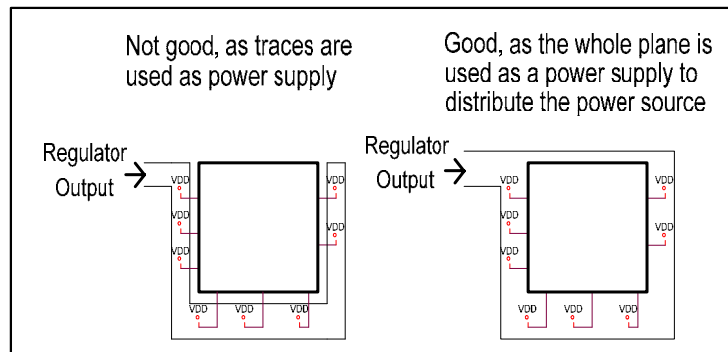 Not good, as traces are
used as power supply
Good, as the whole plane is
used as a power supply to
distribute the power source
Regulator
Output
VDD
VDD
VDD
VDD
VDD
VDD
VDD
VDD
Regulator
Output
VDD
VDD
VDD
VDD
VDD
VDD
VDD
VDD